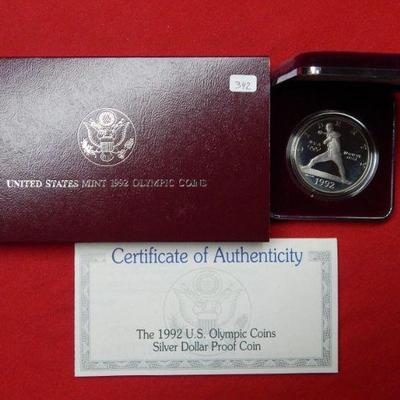 342
UNITED STATES MINT 1992 OLYMPIC COINS
1992
Certificate of Authenticity
The 1992 U.S. Olympic Coins
Silver Dollar Proof Coin